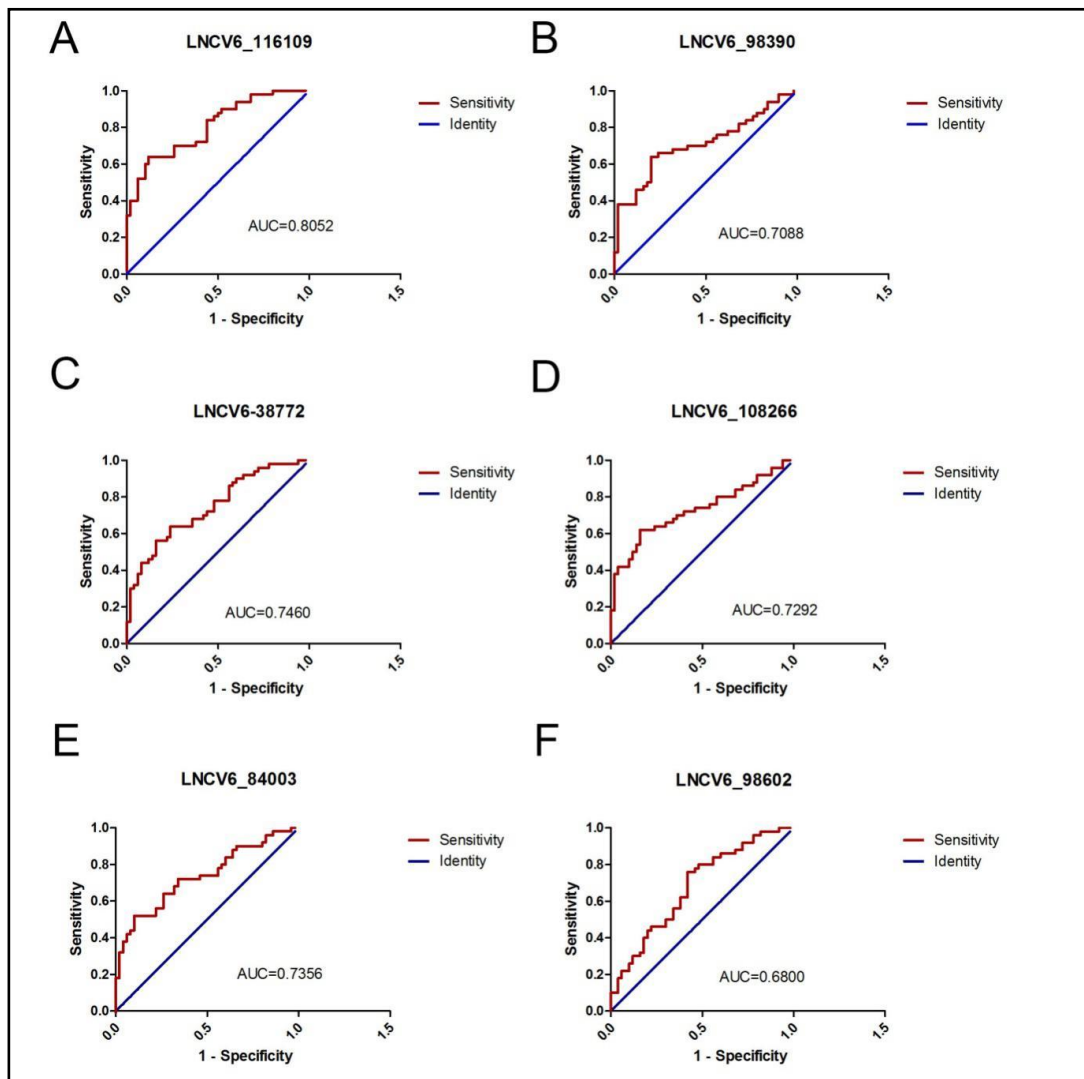 A
LNCV6_116109
1.0
0.8
0.6
0.4
0.2
0.0
Sensitivity
0.0
0.5
1.0
1.5
1 - Specificity
Sensitivity
Identity
AUC=0.8052
B
LNCV6_98390
1.0
0.8
0.6
0.4
0.2
0.0
Sensitivity
0.0
0.5
1.0
1.5
1 - Specificity
Sensitivity
Identity
AUC=0.7088
C
LNCV6-38772
1.0
0.8
0.6
0.4
0.2
0.0
Sensitivity
0.0
0.5
1.0
1.5
1 - Specificity
Sensitivity
Identity
AUC=0.7460
D
LNCV6_108266
1.0
0.8
0.6
0.4
0.2
0.0
Sensitivity
0.0
0.5
1.0
1.5
1 - Specificity
Sensitivity
Identity
AUC=0.7292
E
LNCV6_84003
1.0
0.8
0.6
0.4
0.2
0.0
Sensitivity
0.0
0.5
1.0
1.5
1 - Specificity
Sensitivity
Identity
AUC=0.7356
F
LNCV6_98602
1.0
0.8
0.6
0.4
0.2
0.0
Sensitivity
0.0
0.5
1.0
1.5
1 - Specificity
Sensitivity
Identity
AUC=0.6800